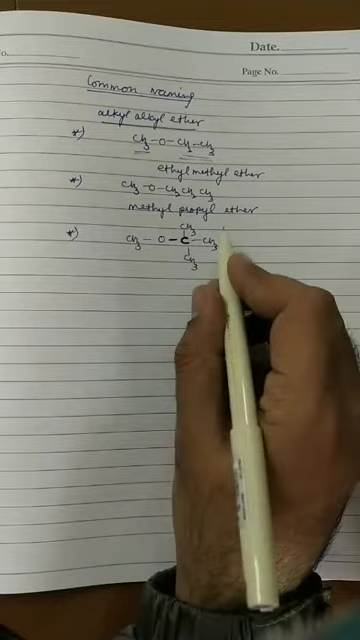 Date.
o.
Page No.
Common Naming
alkyl alkyl ether
*) CH3-O-CH2-CH3
ethyl methyl ether
*) CH3-O-CH2CH2CH3
methyl propyl ether
CH3
*) CH3-O-C-CH3
CH3